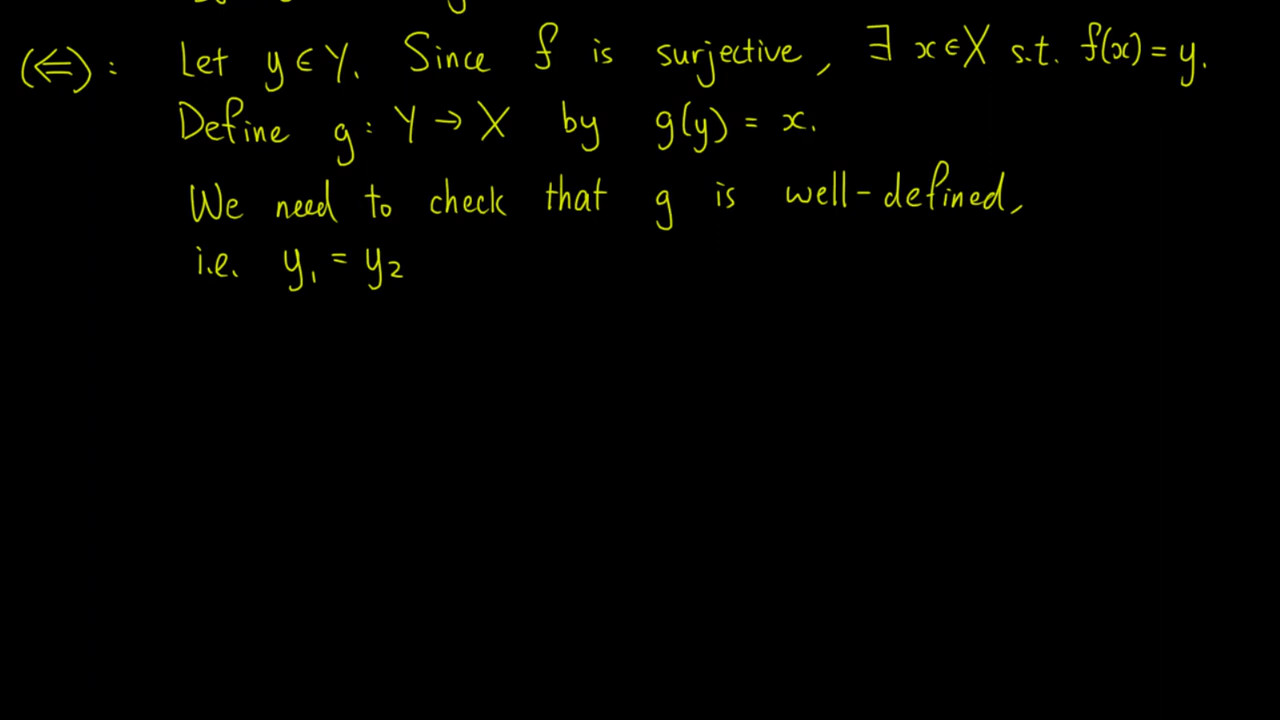 (⇐): Let y ∈ Y. Since f is surjective, ∃ x ∈ X s.t. f(x) = y.
Define g: Y → X by g(y) = x.
We need to check that g is well-defined,
i.e. y₁ = y₂